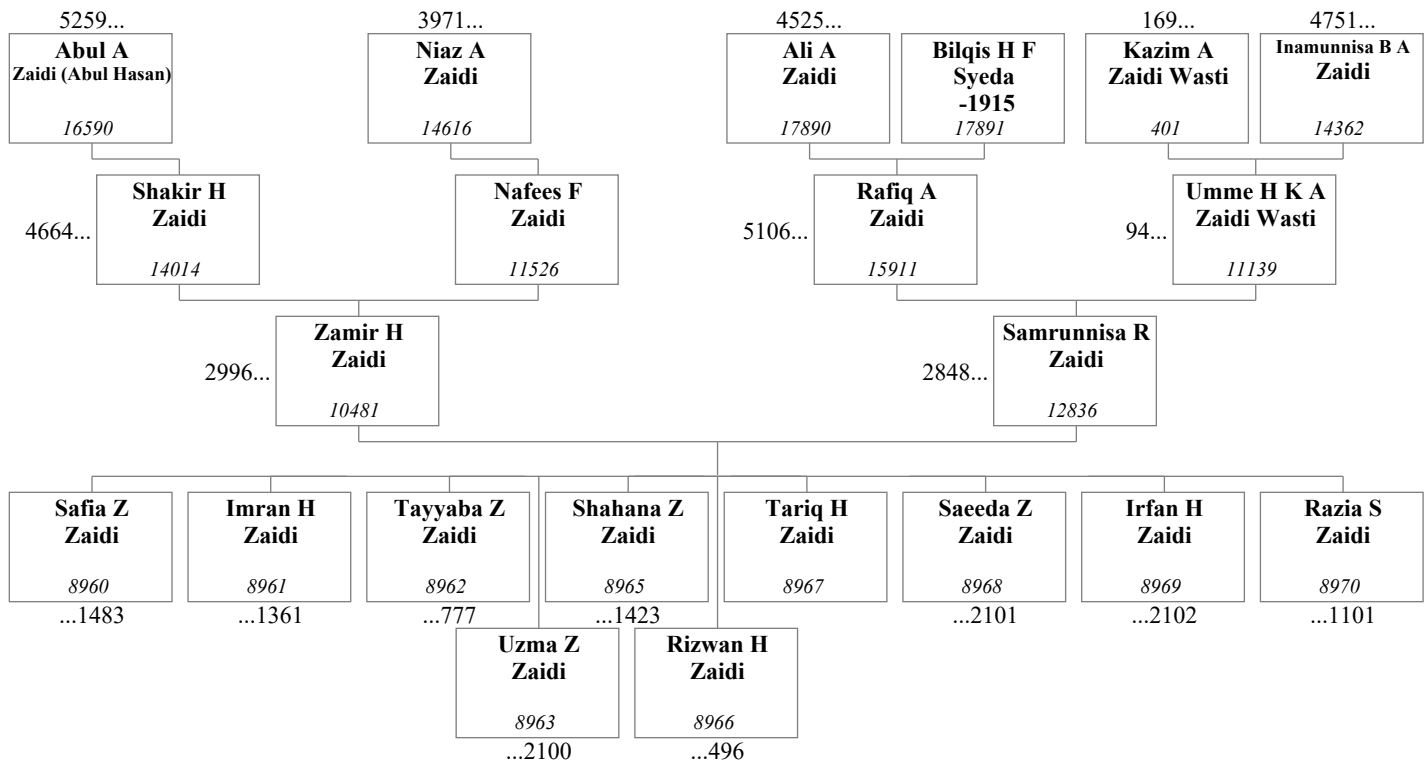 5259...
3971...
4525...
169...
4751...
Abul A
Zaidi (Abul Hasan)
16590
Niaz A
Zaidi
14616
Ali A
Zaidi
17890
Bilqis H F
Syeda
-1915
17891
Kazim A
Zaidi Wasti
401
Inamunnisa B A
Zaidi
14362
4664...
Shakir H
Zaidi
14014
Nafees F
Zaidi
11526
5106...
Rafiq A
Zaidi
15911
94...
Umme H K A
Zaidi Wasti
11139
2996...
Zamir H
Zaidi
10481
2848...
Samrunnisa R
Zaidi
12836
Safia Z
Zaidi
8960
...1483
Imran H
Zaidi
8961
...1361
Tayyaba Z
Zaidi
8962
...777
Shahana Z
Zaidi
8965
...1423
Tariq H
Zaidi
8967
Saeeda Z
Zaidi
8968
...2101
Irfan H
Zaidi
8969
...2102
Razia S
Zaidi
8970
...1101
Uzma Z
Zaidi
8963
...2100
Rizwan H
Zaidi
8966
...496